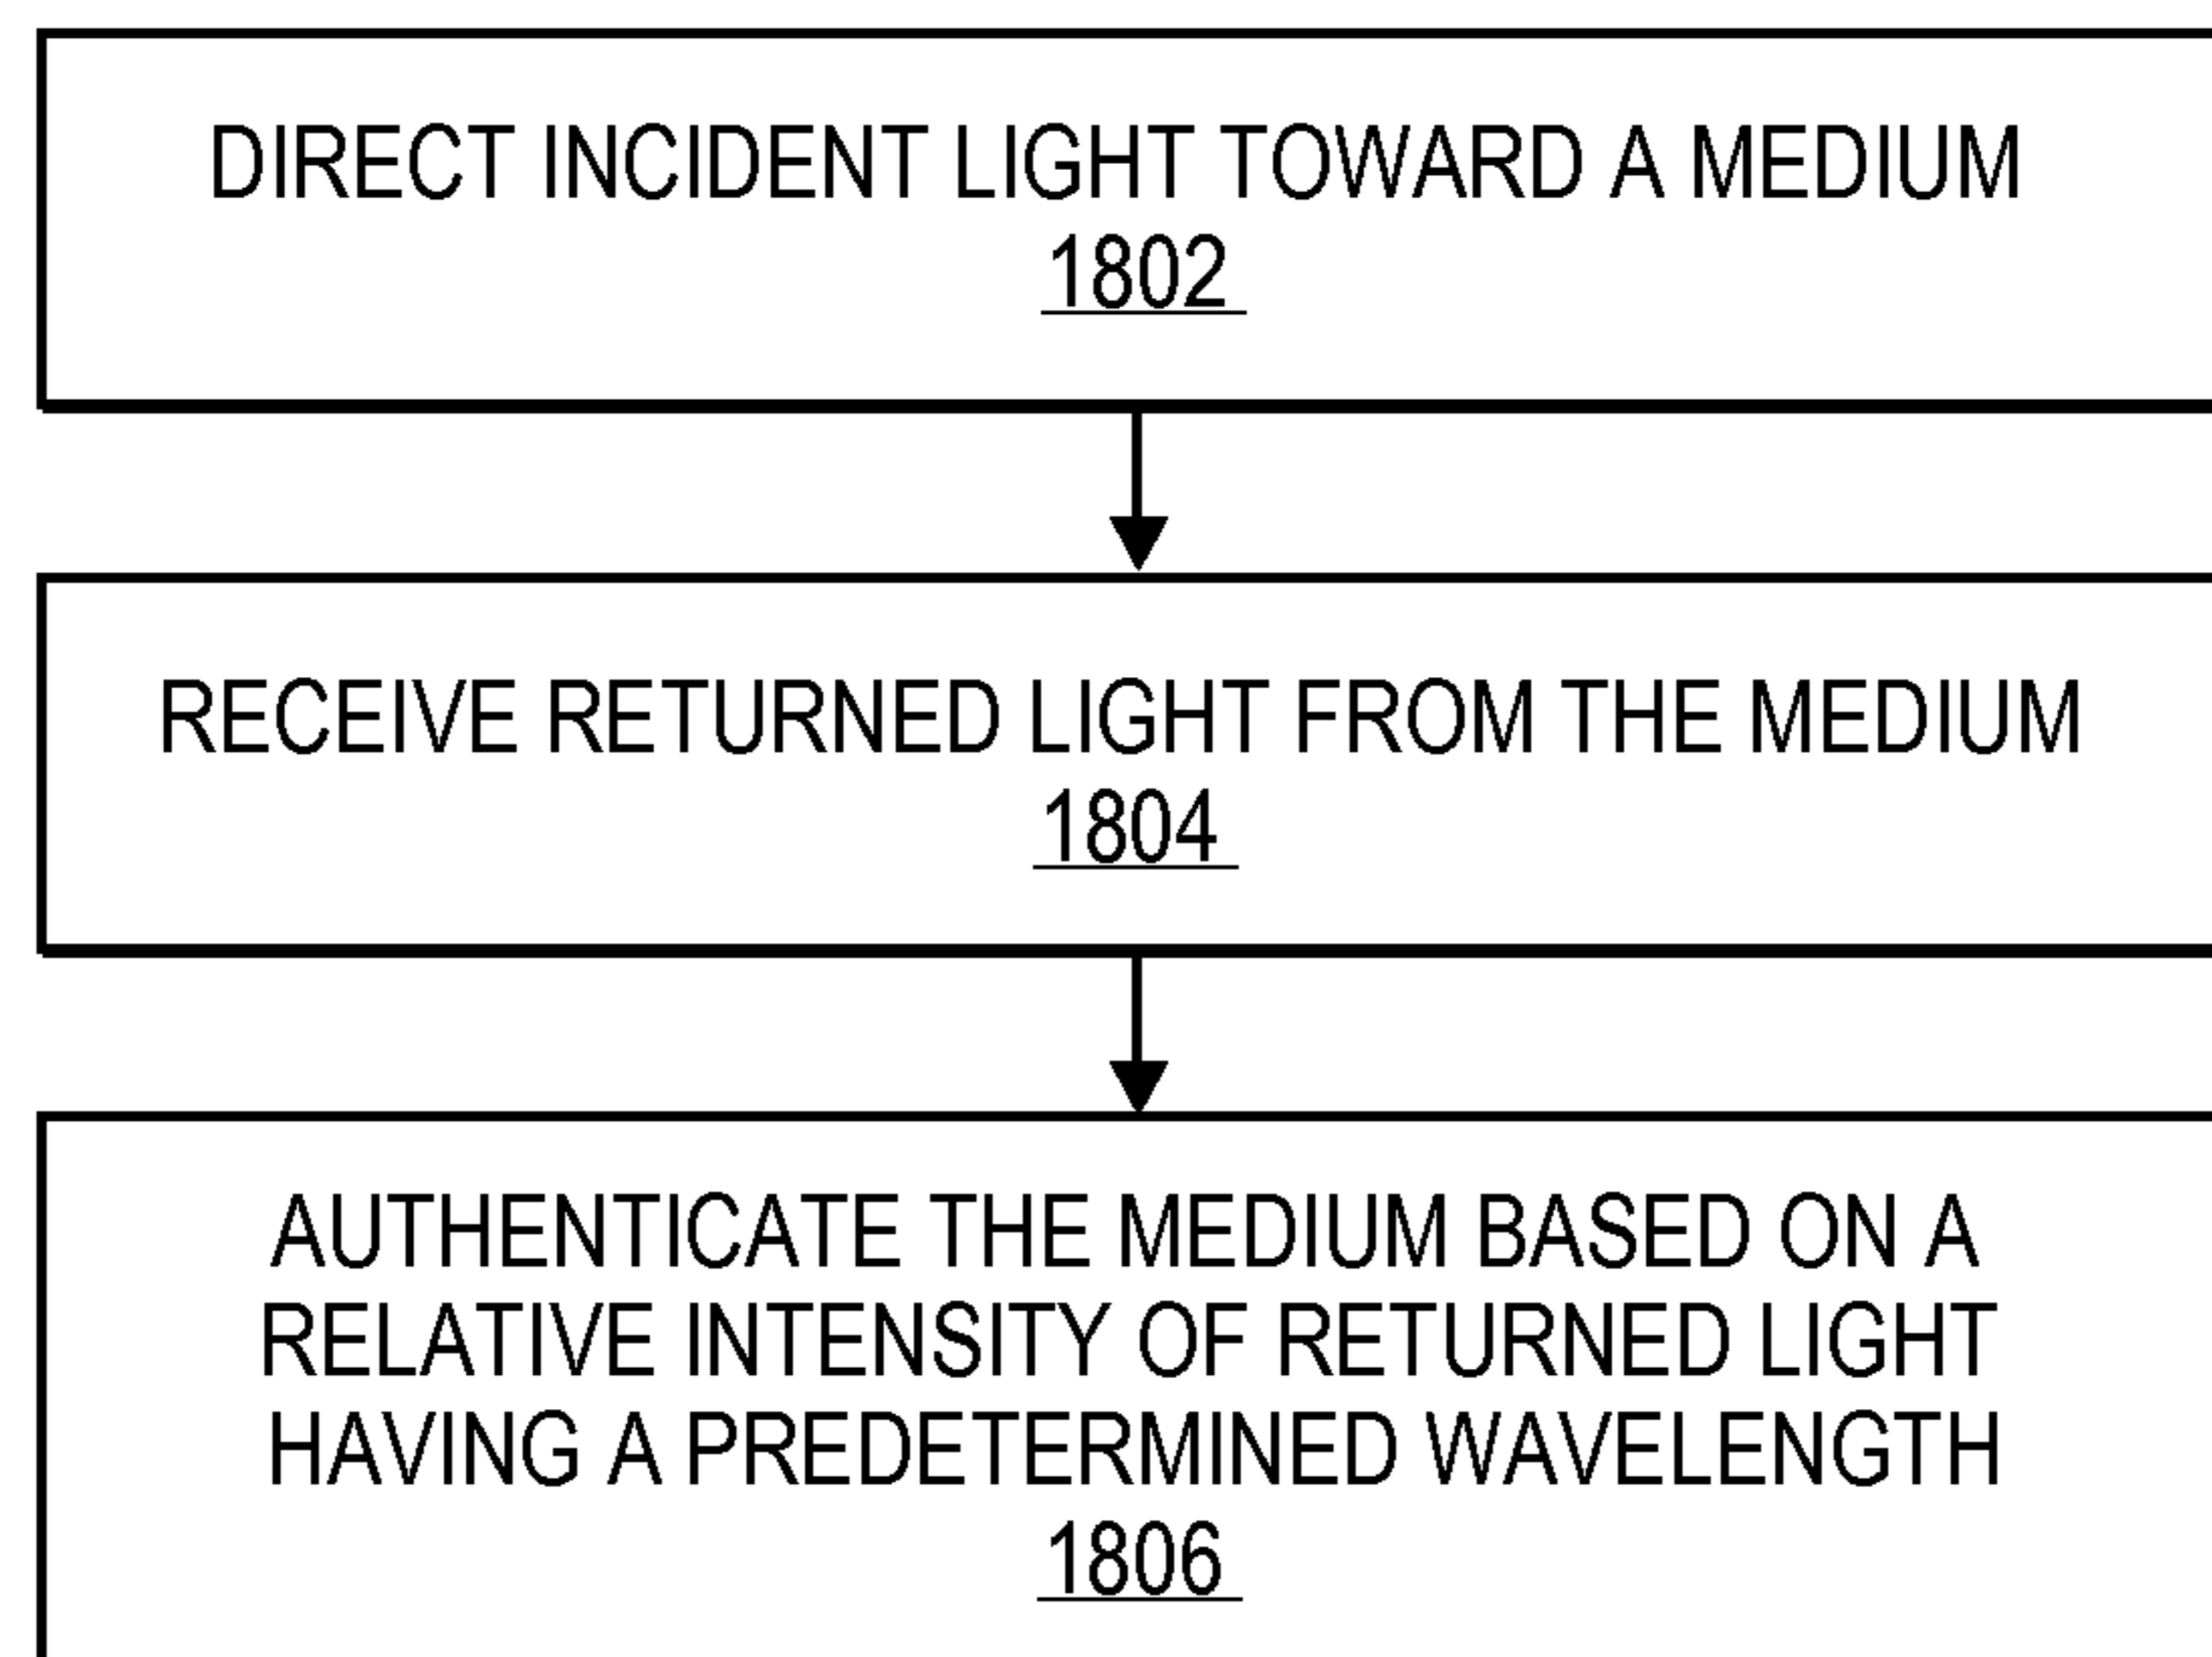 DIRECT INCIDENT LIGHT TOWARD A MEDIUM
1802
RECEIVE RETURNED LIGHT FROM THE MEDIUM
1804
AUTHENTICATE THE MEDIUM BASED ON A
RELATIVE INTENSITY OF RETURNED LIGHT
HAVING A PREDETERMINED WAVELENGTH
1806